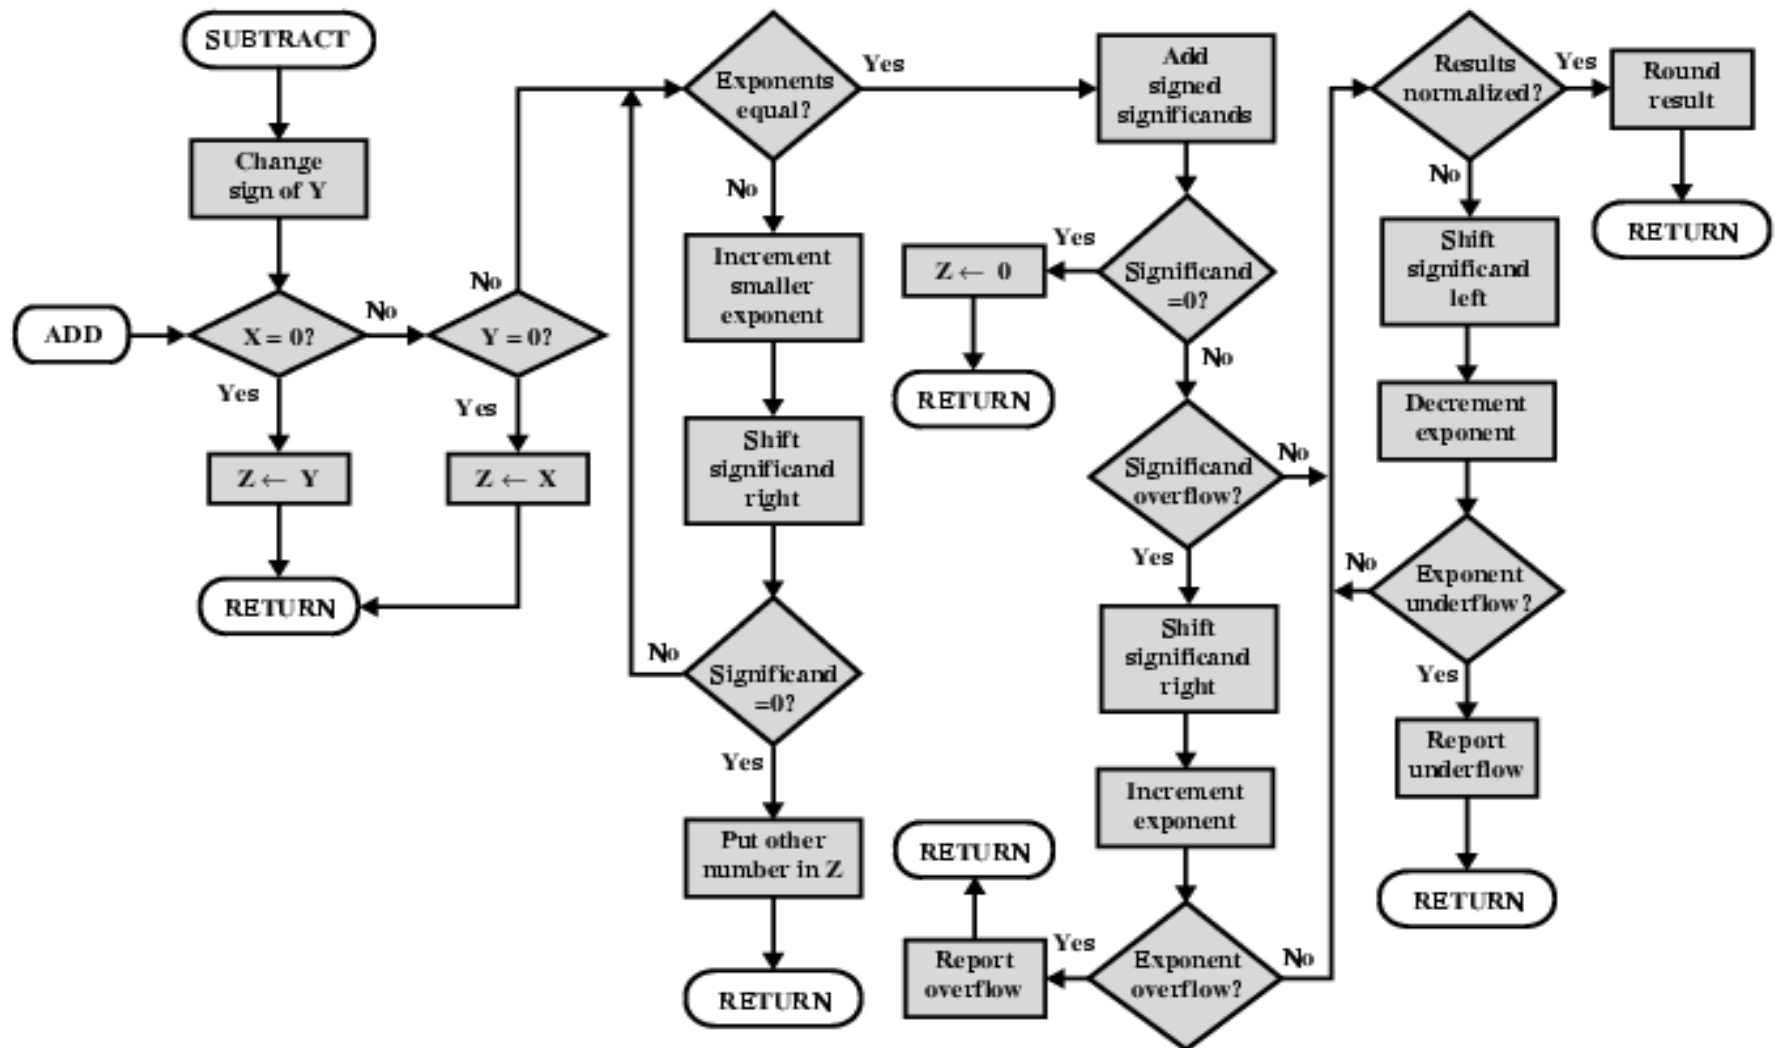 SUBTRACT
Change
sign of Y
ADD
X = 0?
No
Yes
Z ← Y
RETURN
Y = 0?
No
Yes
Z ← X
Exponents
equal?
Yes
No
Increment
smaller
exponent
Shift
significand
right
Significand
=0?
No
Yes
Put other
number in Z
RETURN
Add
signed
significands
Significand
=0?
Yes
Z ← 0
RETURN
No
Significand
overflow?
No
Yes
Shift
significand
right
Increment
exponent
Exponent
overflow?
Yes
Report
overflow
RETURN
No
Results
normalized?
Yes
Round
result
RETURN
No
Shift
significand
left
Decrement
exponent
Exponent
underflow?
No
Yes
Report
underflow
RETURN